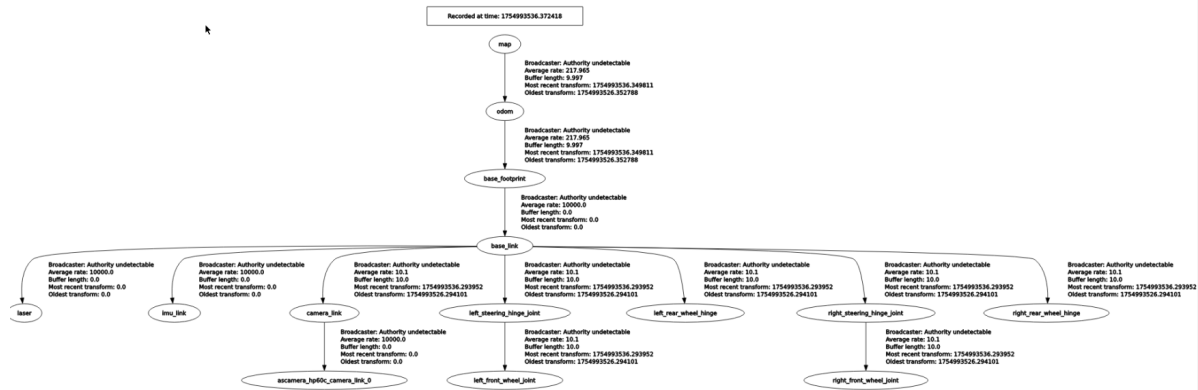 Recorded at time: 1754993536.372418
map
Broadcaster: Authority undetectable
Average rate: 217.965
Buffer length: 9.997
Most recent transform: 1754993536.349811
Oldest transform: 1754993526.352788
odom
Broadcaster: Authority undetectable
Average rate: 217.965
Buffer length: 9.997
Most recent transform: 1754993536.349811
Oldest transform: 1754993526.352788
base_footprint
Broadcaster: Authority undetectable
Average rate: 10000.0
Buffer length: 0.0
Most recent transform: 0.0
Oldest transform: 0.0
base_link
Broadcaster: Authority undetectable
Average rate: 10000.0
Buffer length: 0.0
Most recent transform: 0.0
Oldest transform: 0.0
Broadcaster: Authority undetectable
Average rate: 10000.0
Buffer length: 0.0
Most recent transform: 0.0
Oldest transform: 0.0
Broadcaster: Authority undetectable
Average rate: 10.1
Buffer length: 10.0
Most recent transform: 1754993536.293952
Oldest transform: 1754993526.294101
Broadcaster: Authority undetectable
Average rate: 10.1
Buffer length: 10.0
Most recent transform: 1754993536.293952
Oldest transform: 1754993526.294101
Broadcaster: Authority undetectable
Average rate: 10.1
Buffer length: 10.0
Most recent transform: 1754993536.293952
Oldest transform: 1754993526.294101
Broadcaster: Authority undetectable
Average rate: 10.1
Buffer length: 10.0
Most recent transform: 1754993536.293952
Oldest transform: 1754993526.294101
Broadcaster: Authority undetectable
Average rate: 10.1
Buffer length: 10.0
Most recent transform: 1754993536.293952
Oldest transform: 1754993526.294101
laser
imu_link
camera_link
left_steering_hinge_joint
left_rear_wheel_hinge
right_steering_hinge_joint
right_rear_wheel_hinge
Broadcaster: Authority undetectable
Average rate: 10000.0
Buffer length: 0.0
Most recent transform: 0.0
Oldest transform: 0.0
Broadcaster: Authority undetectable
Average rate: 10.1
Buffer length: 10.0
Most recent transform: 1754993536.293952
Oldest transform: 1754993526.294101
Broadcaster: Authority undetectable
Average rate: 10.1
Buffer length: 10.0
Most recent transform: 1754993536.293952
Oldest transform: 1754993526.294101
ascamera_hp60c_camera_link_0
left_front_wheel_joint
right_front_wheel_joint